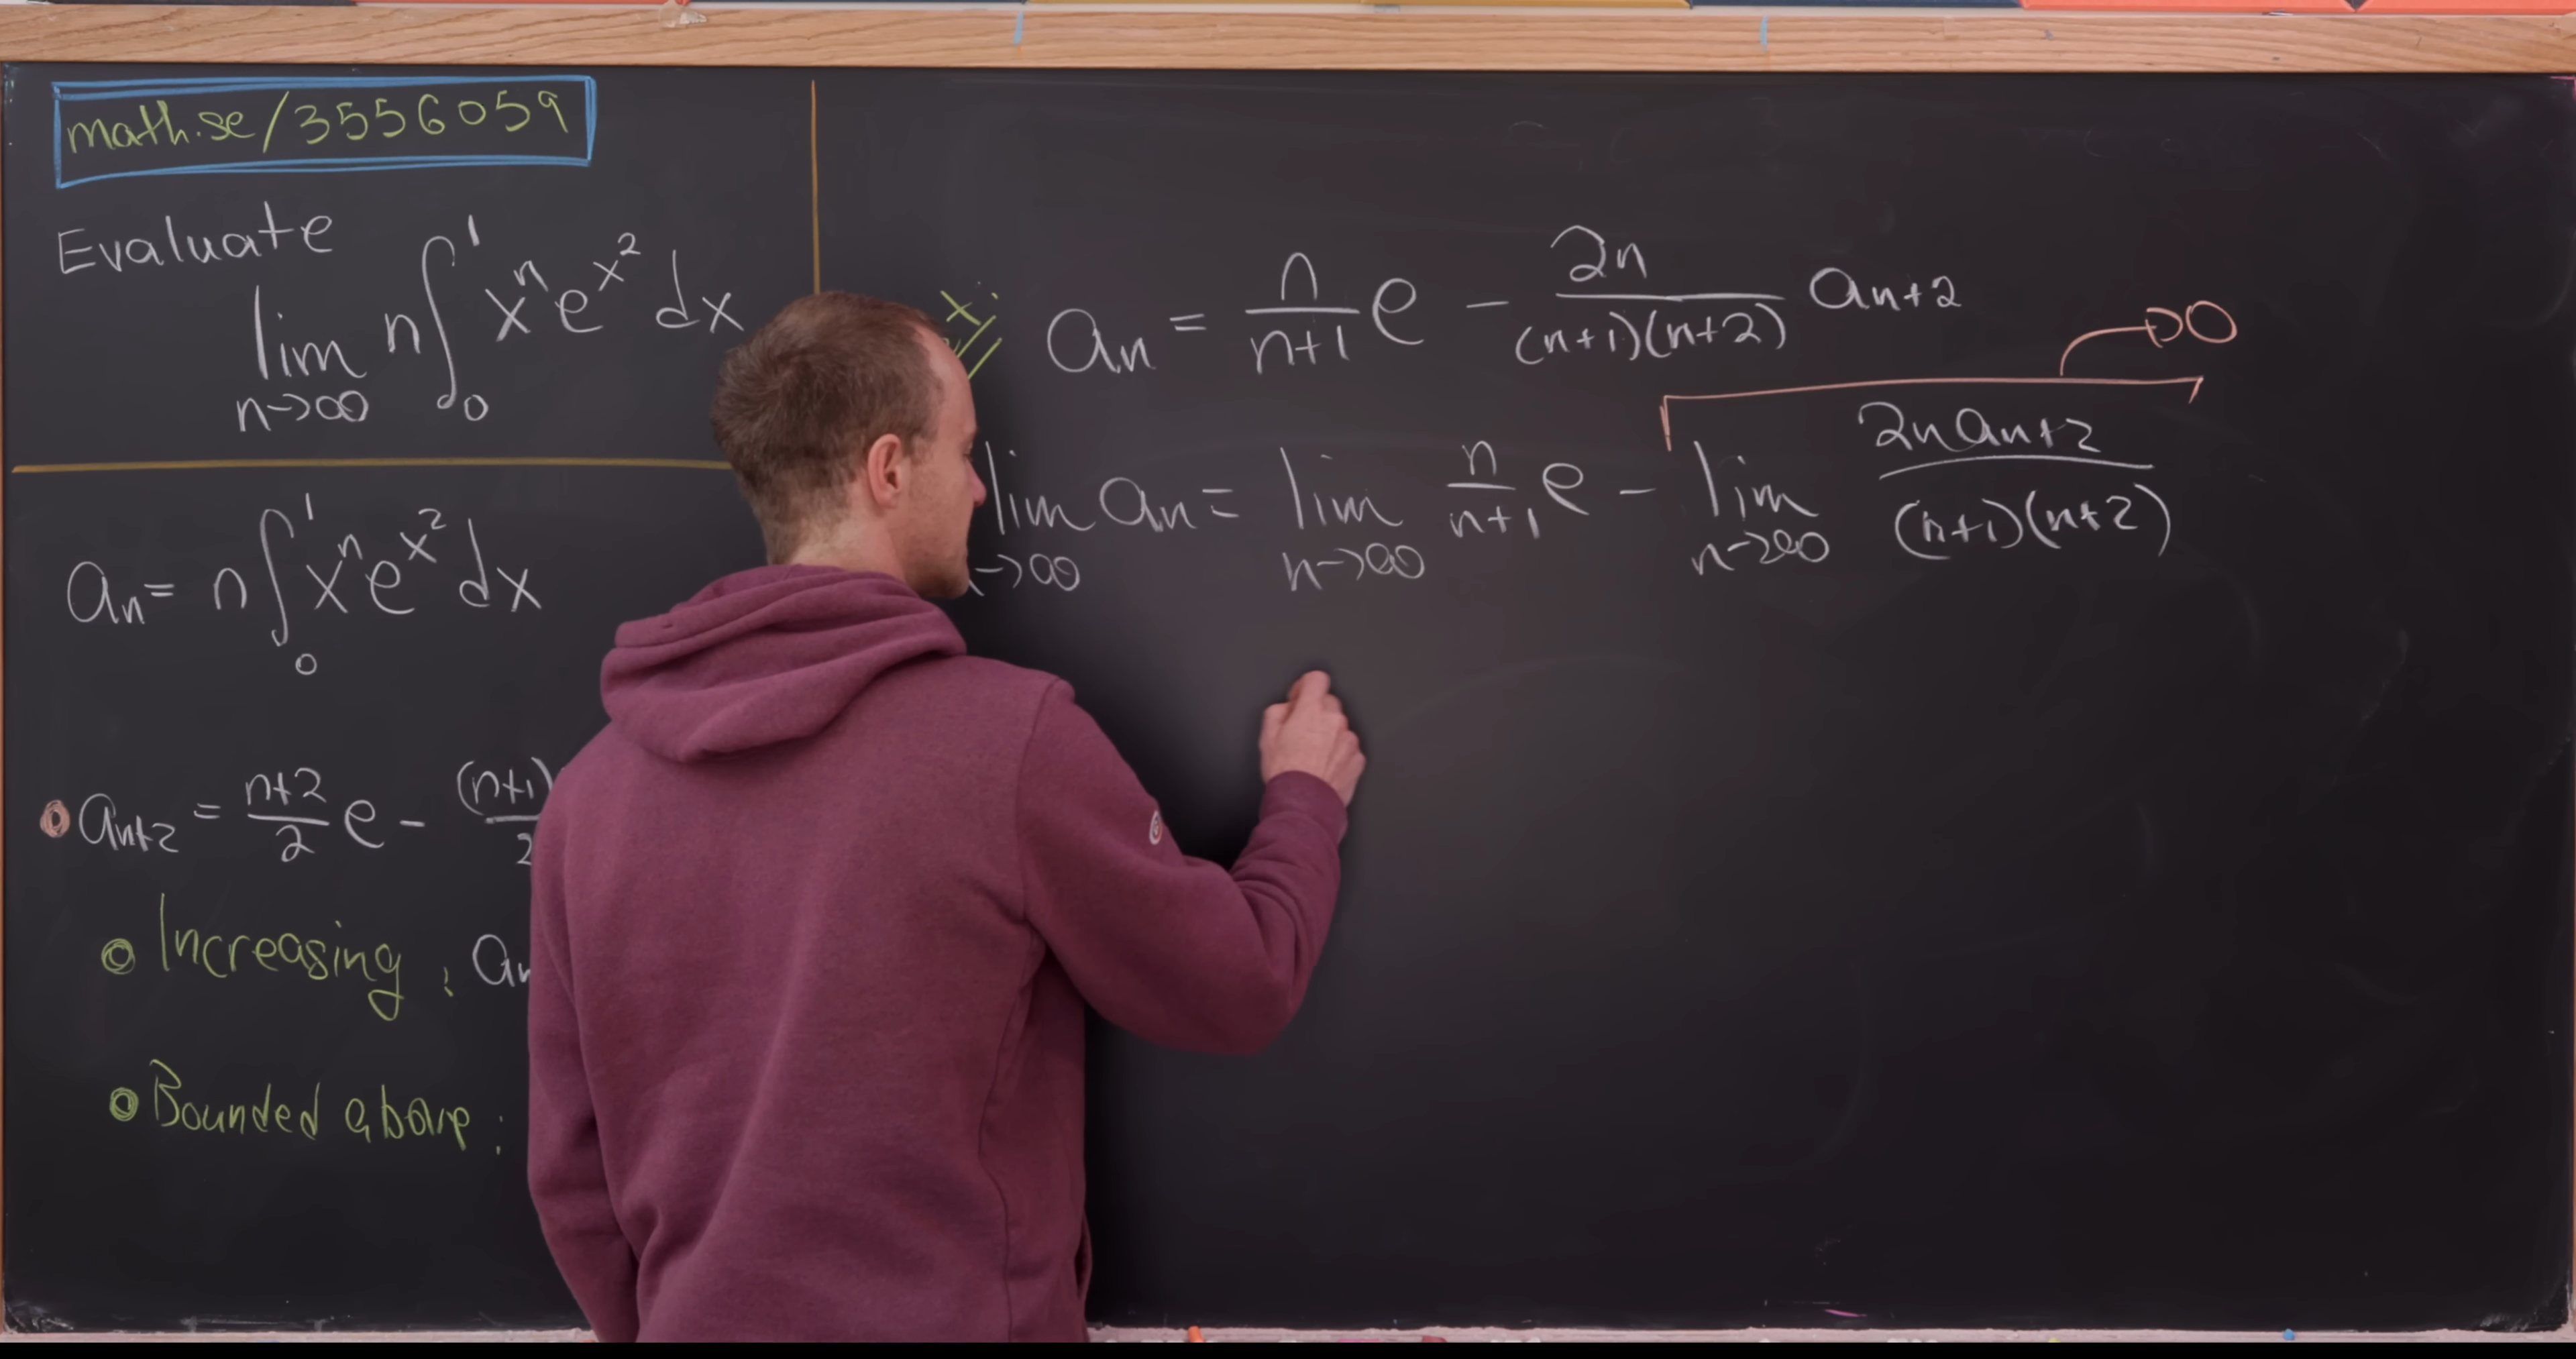 math.se/3556059
Evaluate
lim n→∞ n ∫₀¹ xⁿ e^{x²} dx
aₙ = n ∫₀¹ xⁿ e^{x²} dx
aₙ₊₂ = (n+2)/2 e - (n+1)
Increasing : aₙ
Bounded above :
aₙ = n/(n+1) e - 2n/((n+1)(n+2)) aₙ₊₂
→ 0
lim →∞ aₙ = lim n→∞ n/(n+1) e - lim n→∞ 2n aₙ₊₂/((n+1)(n+2))